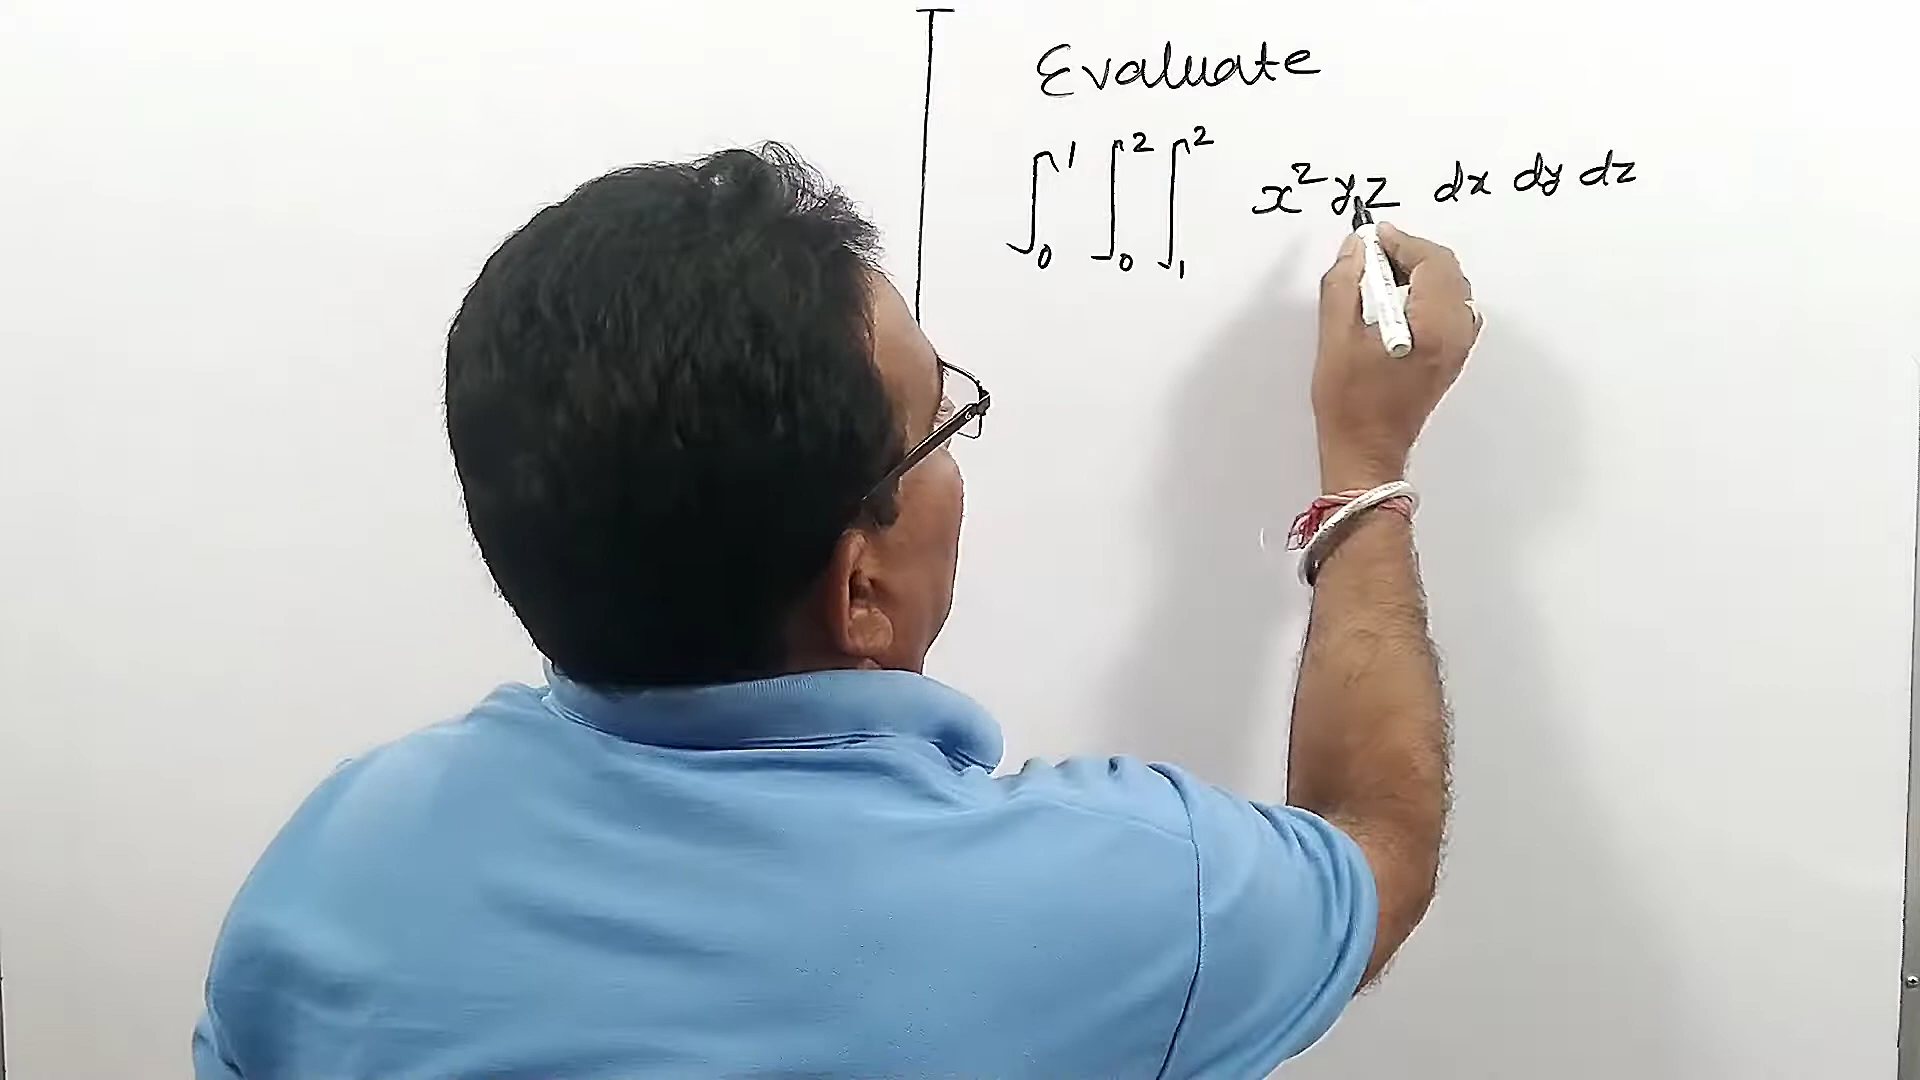 Evaluate
∫₀¹ ∫₀² ∫₁² x²yz dx dy dz